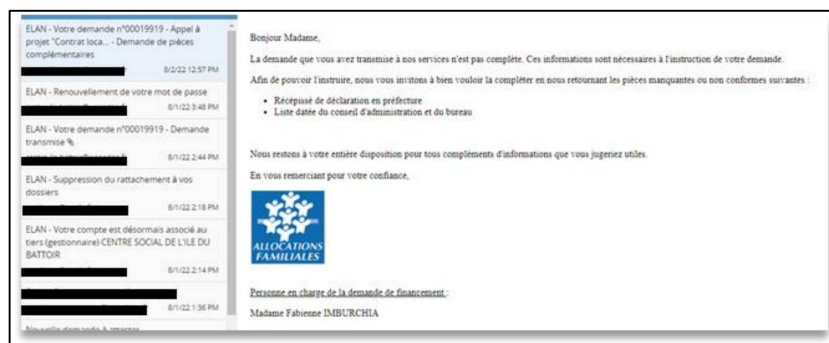 ELAN - Votre demande n°00019919 - Appel à
projet "Contrat loca... - Demande de pièces
complémentaires
8/2/22 12:57 PM
ELAN - Renouvellement de votre mot de passe
8/1/22 3:48 PM
ELAN - Votre demande n°00019919 - Demande
transmise
8/1/22 2:44 PM
ELAN - Suppression du rattachement à vos
dossiers
8/1/22 2:18 PM
ELAN - Votre compte est désormais associé au
tiers (gestionnaire) CENTRE SOCIAL DE L'ILE DU
BATTOIR
8/1/22 2:14 PM
8/1/22 1:36 PM
Nouvelle demande à attester
Bonjour Madame,
La demande que vous avez transmise à nos services n'est pas complète. Ces informations sont nécessaires à l'instruction de votre demande.
Afin de pouvoir l'instruire, nous vous invitons à bien vouloir la compléter en nous retournant les pièces manquantes ou non conformes suivantes :
• Récépissé de déclaration en préfecture
• Liste datée du conseil d'administration et du bureau
Nous restons à votre entière disposition pour tous compléments d'informations que vous jugeriez utiles.
En vous remerciant pour votre confiance,
ALLOCATIONS
FAMILIALES
Personne en charge de la demande de financement :
Madame Fabienne IMBURCHIA